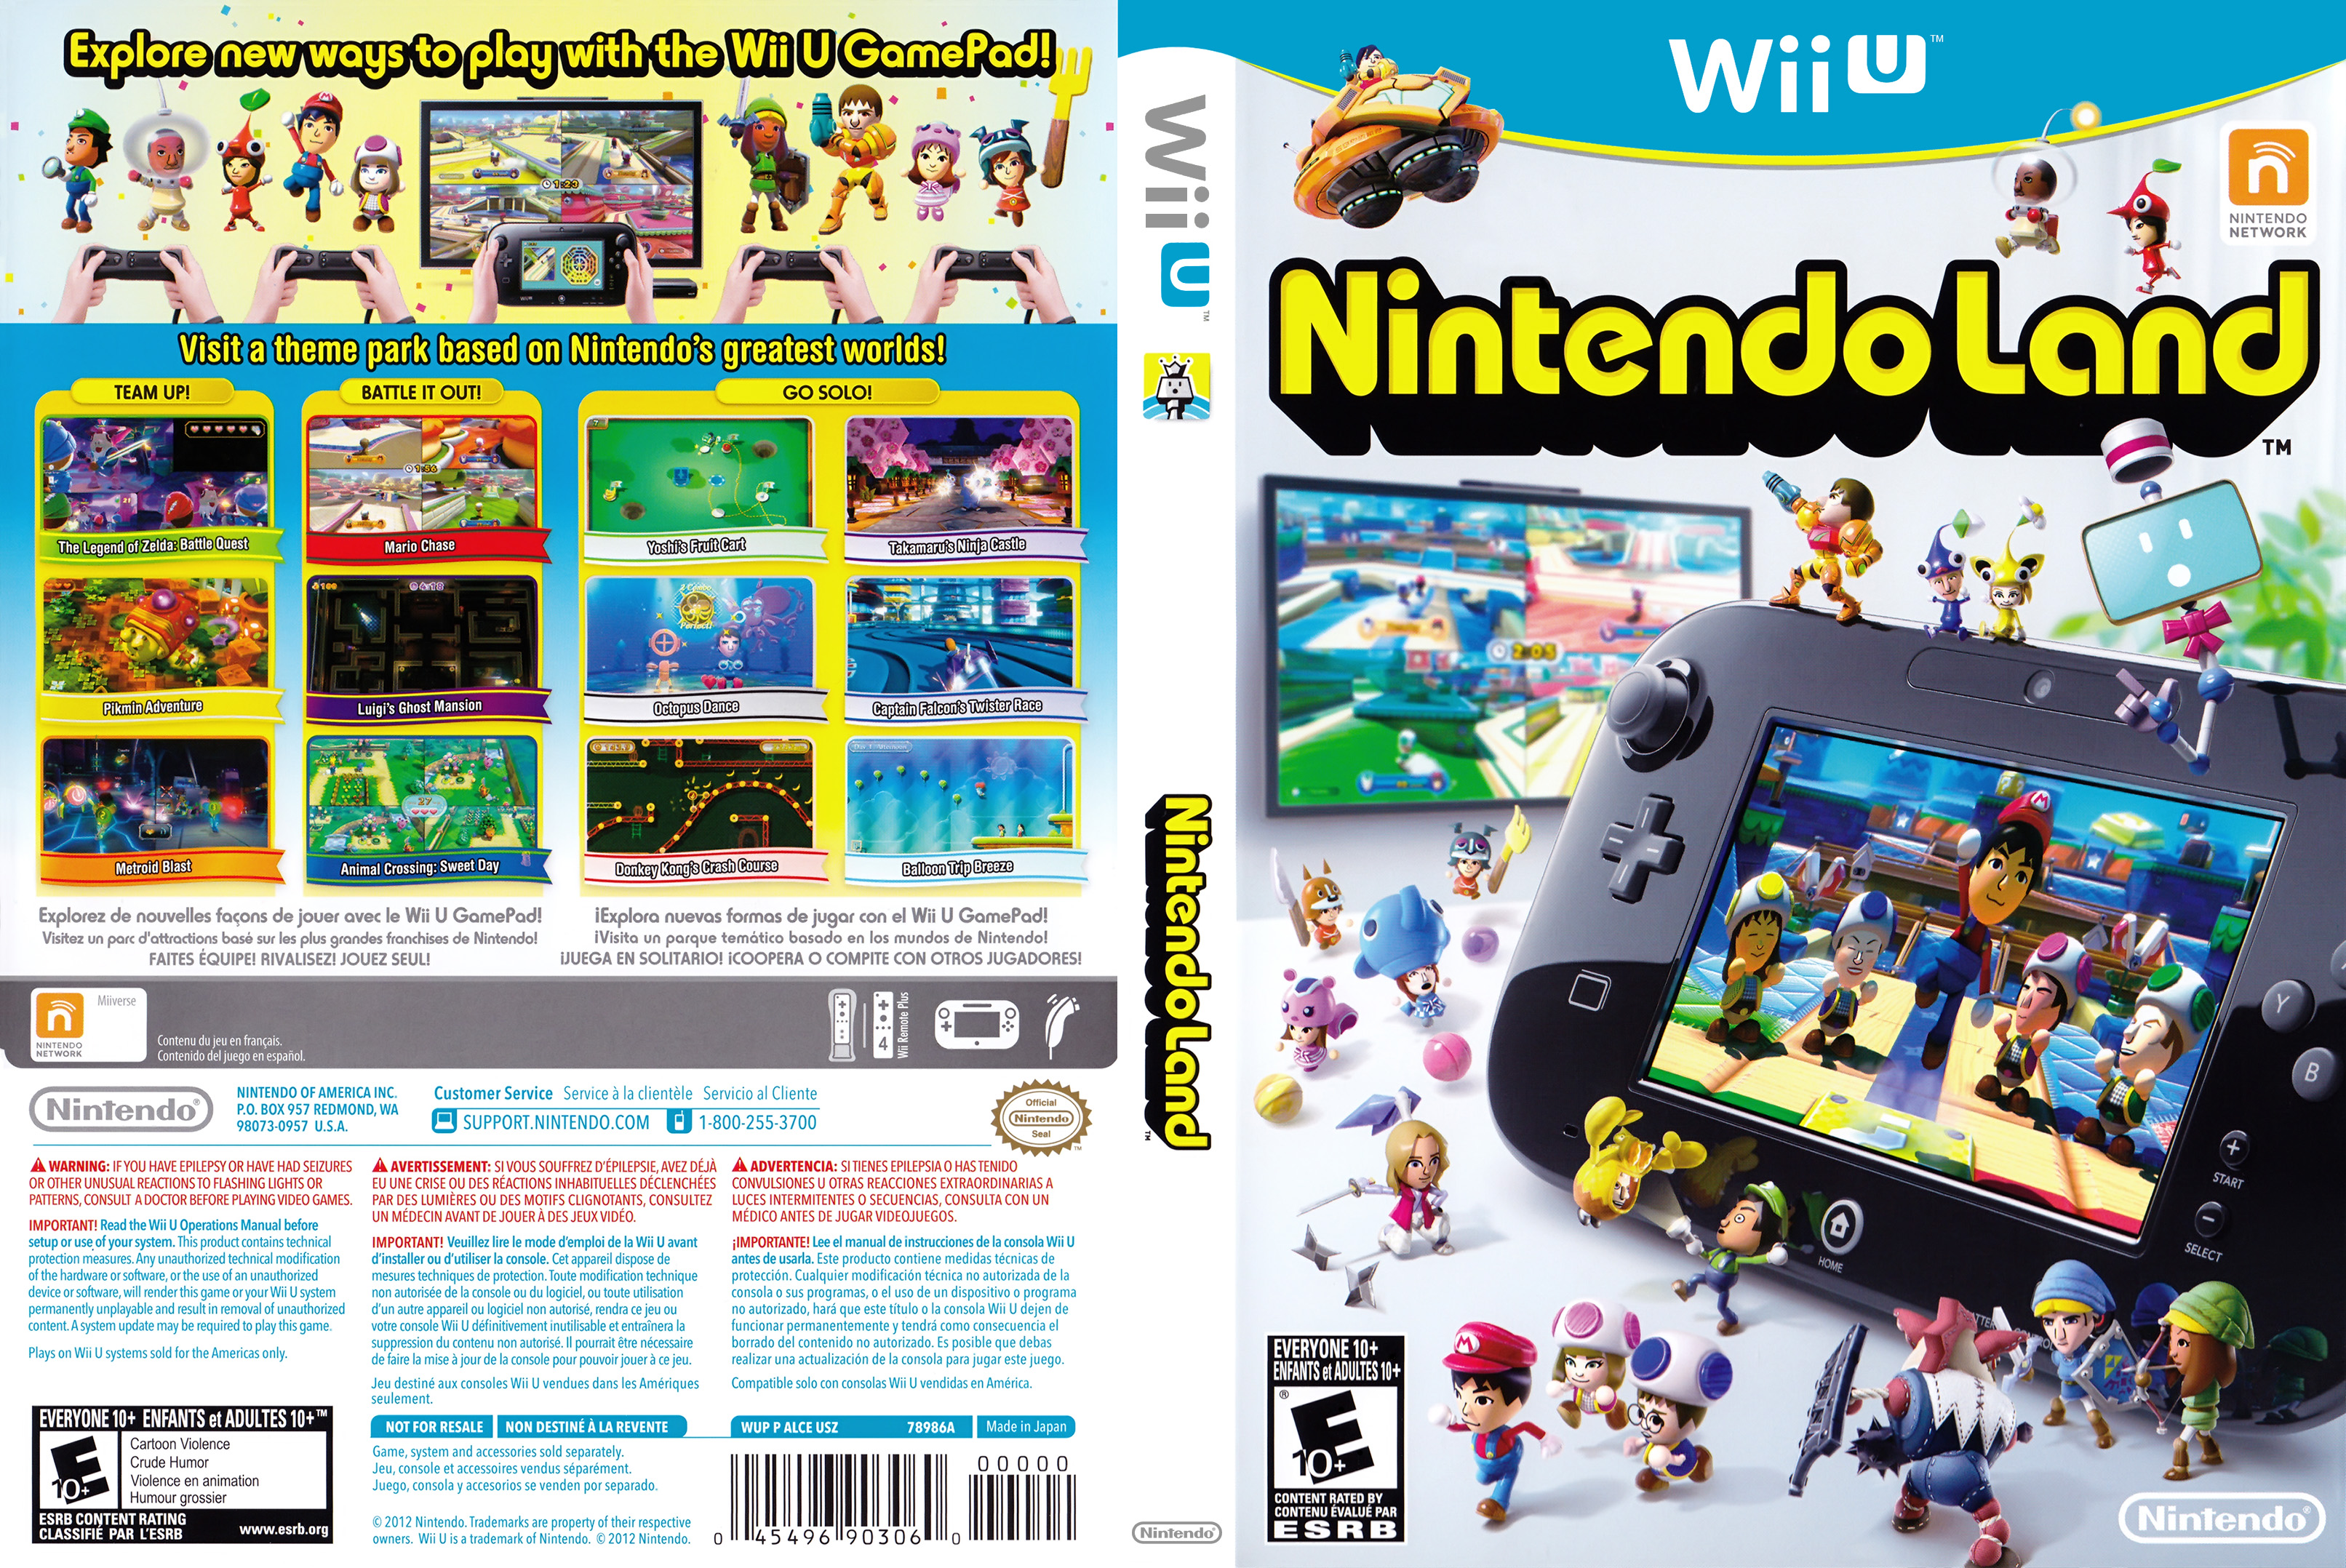 Explore new ways to play with the Wii U GamePad!
1:23
Visit a theme park based on Nintendo's greatest worlds!
TEAM UP!
The Legend of Zelda: Battle Quest
Pikmin Adventure
Metroid Blast
BATTLE IT OUT!
1:56
Mario Chase
Luigi's Ghost Mansion
27
Animal Crossing: Sweet Day
GO SOLO!
Yoshi's Fruit Cart
Takamaru's Ninja Castle
Perfect!
Octopus Dance
Captain Falcon's Twister Race
Donkey Kong's Crash Course
Balloon Trip Breeze
Explorez de nouvelles façons de jouer avec le Wii U GamePad!
Visitez un parc d'attractions basé sur les plus grandes franchises de Nintendo!
FAITES ÉQUIPE! RIVALISEZ! JOUEZ SEUL!
¡Explora nuevas formas de jugar con el Wii U GamePad!
¡Visita un parque temático basado en los mundos de Nintendo!
¡JUEGA EN SOLITARIO! ¡COOPERA O COMPITE CON OTROS JUGADORES!
NINTENDO
NETWORK
Miiverse
Contenu du jeu en français.
Contenido del juego en español.
4
Wii Remote Plus
Nintendo®
NINTENDO OF AMERICA INC.
P.O. BOX 957 REDMOND, WA
98073-0957 U.S.A.
Customer Service Service à la clientèle Servicio al Cliente
SUPPORT.NINTENDO.COM 1-800-255-3700
Official
Nintendo
Seal
™
WARNING: IF YOU HAVE EPILEPSY OR HAVE HAD SEIZURES
OR OTHER UNUSUAL REACTIONS TO FLASHING LIGHTS OR
PATTERNS, CONSULT A DOCTOR BEFORE PLAYING VIDEO GAMES.
IMPORTANT! Read the Wii U Operations Manual before
setup or use of your system. This product contains technical
protection measures. Any unauthorized technical modification
of the hardware or software, or the use of an unauthorized
device or software, will render this game or your Wii U system
permanently unplayable and result in removal of unauthorized
content. A system update may be required to play this game.
Plays on Wii U systems sold for the Americas only.
AVERTISSEMENT: SI VOUS SOUFFREZ D'ÉPILEPSIE, AVEZ DÉJÀ
EU UNE CRISE OU DES RÉACTIONS INHABITUELLES DÉCLENCHÉES
PAR DES LUMIÈRES OU DES MOTIFS CLIGNOTANTS, CONSULTEZ
UN MÉDECIN AVANT DE JOUER À DES JEUX VIDÉO.
IMPORTANT! Veuillez lire le mode d'emploi de la Wii U avant
d'installer ou d'utiliser la console. Cet appareil dispose de
mesures techniques de protection. Toute modification technique
non autorisée de la console ou du logiciel, ou toute utilisation
d'un autre appareil ou logiciel non autorisé, rendra ce jeu ou
votre console Wii U définitivement inutilisable et entraînera la
suppression du contenu non autorisé. Il pourrait être nécessaire
de faire la mise à jour de la console pour pouvoir jouer à ce jeu.
Jeu destiné aux consoles Wii U vendues dans les Amériques
seulement.
ADVERTENCIA: SI TIENES EPILEPSIA O HAS TENIDO
CONVULSIONES U OTRAS REACCIONES EXTRAORDINARIAS A
LUCES INTERMITENTES O SECUENCIAS, CONSULTA CON UN
MÉDICO ANTES DE JUGAR VIDEOJUEGOS.
¡IMPORTANTE! Lee el manual de instrucciones de la consola Wii U
antes de usarla. Este producto contiene medidas técnicas de
protección. Cualquier modificación técnica no autorizada de la
consola o sus programas, o el uso de un dispositivo o programa
no autorizado, hará que este título o la consola Wii U dejen de
funcionar permanentemente y tendrá como consecuencia el
borrado del contenido no autorizado. Es posible que debas
realizar una actualización de la consola para jugar este juego.
Compatible solo con consolas Wii U vendidas en América.
EVERYONE 10+ ENFANTS et ADULTES 10+™
E
10+
Cartoon Violence
Crude Humor
Violence en animation
Humour grossier
ESRB CONTENT RATING
CLASSIFIÉ PAR L'ESRB
www.esrb.org
NOT FOR RESALE NON DESTINÉ À LA REVENTE
Game, system and accessories sold separately.
Jeu, console et accessoires vendus séparément.
Juego, consola y accesorios se venden por separado.
© 2012 Nintendo. Trademarks are property of their respective
owners. Wii U is a trademark of Nintendo. © 2012 Nintendo.
WUP P ALCE USZ 78986A Made in Japan
00000
0 45496 90306 0
Wii U™
Nintendo Land™
Nintendo®
Wii U™
NINTENDO
NETWORK
Nintendo Land™
2:05
M
Y
B
START
SELECT
HOME
M
EVERYONE 10+
ENFANTS et ADULTES 10+
®
E
10+
CONTENT RATED BY
CONTENU ÉVALUÉ PAR
ESRB
Nintendo®